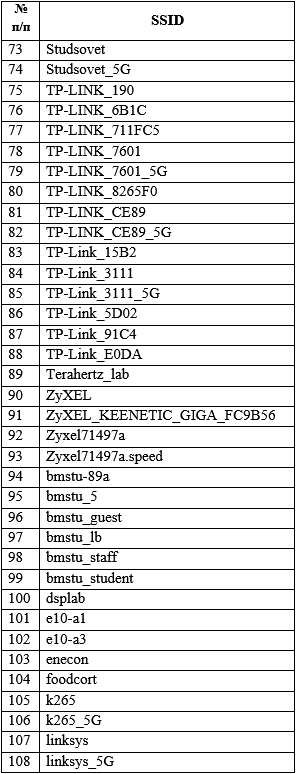 №
п/п
SSID
73 Studsovet
74 Studsovet_5G
75 TP-LINK_190
76 TP-LINK_6B1C
77 TP-LINK_711FC5
78 TP-LINK_7601
79 TP-LINK_7601_5G
80 TP-LINK_8265F0
81 TP-LINK_CE89
82 TP-LINK_CE89_5G
83 TP-Link_15B2
84 TP-Link_3111
85 TP-Link_3111_5G
86 TP-Link_5D02
87 TP-Link_91C4
88 TP-Link_E0DA
89 Terahertz_lab
90 ZyXEL
91 ZyXEL_KEENETIC_GIGA_FC9B56
92 Zyxel71497a
93 Zyxel71497a.speed
94 bmstu-89a
95 bmstu_5
96 bmstu_guest
97 bmstu_lb
98 bmstu_staff
99 bmstu_student
100 dsplab
101 e10-a1
102 e10-a3
103 enecon
104 foodcort
105 k265
106 k265_5G
107 linksys
108 linksys_5G